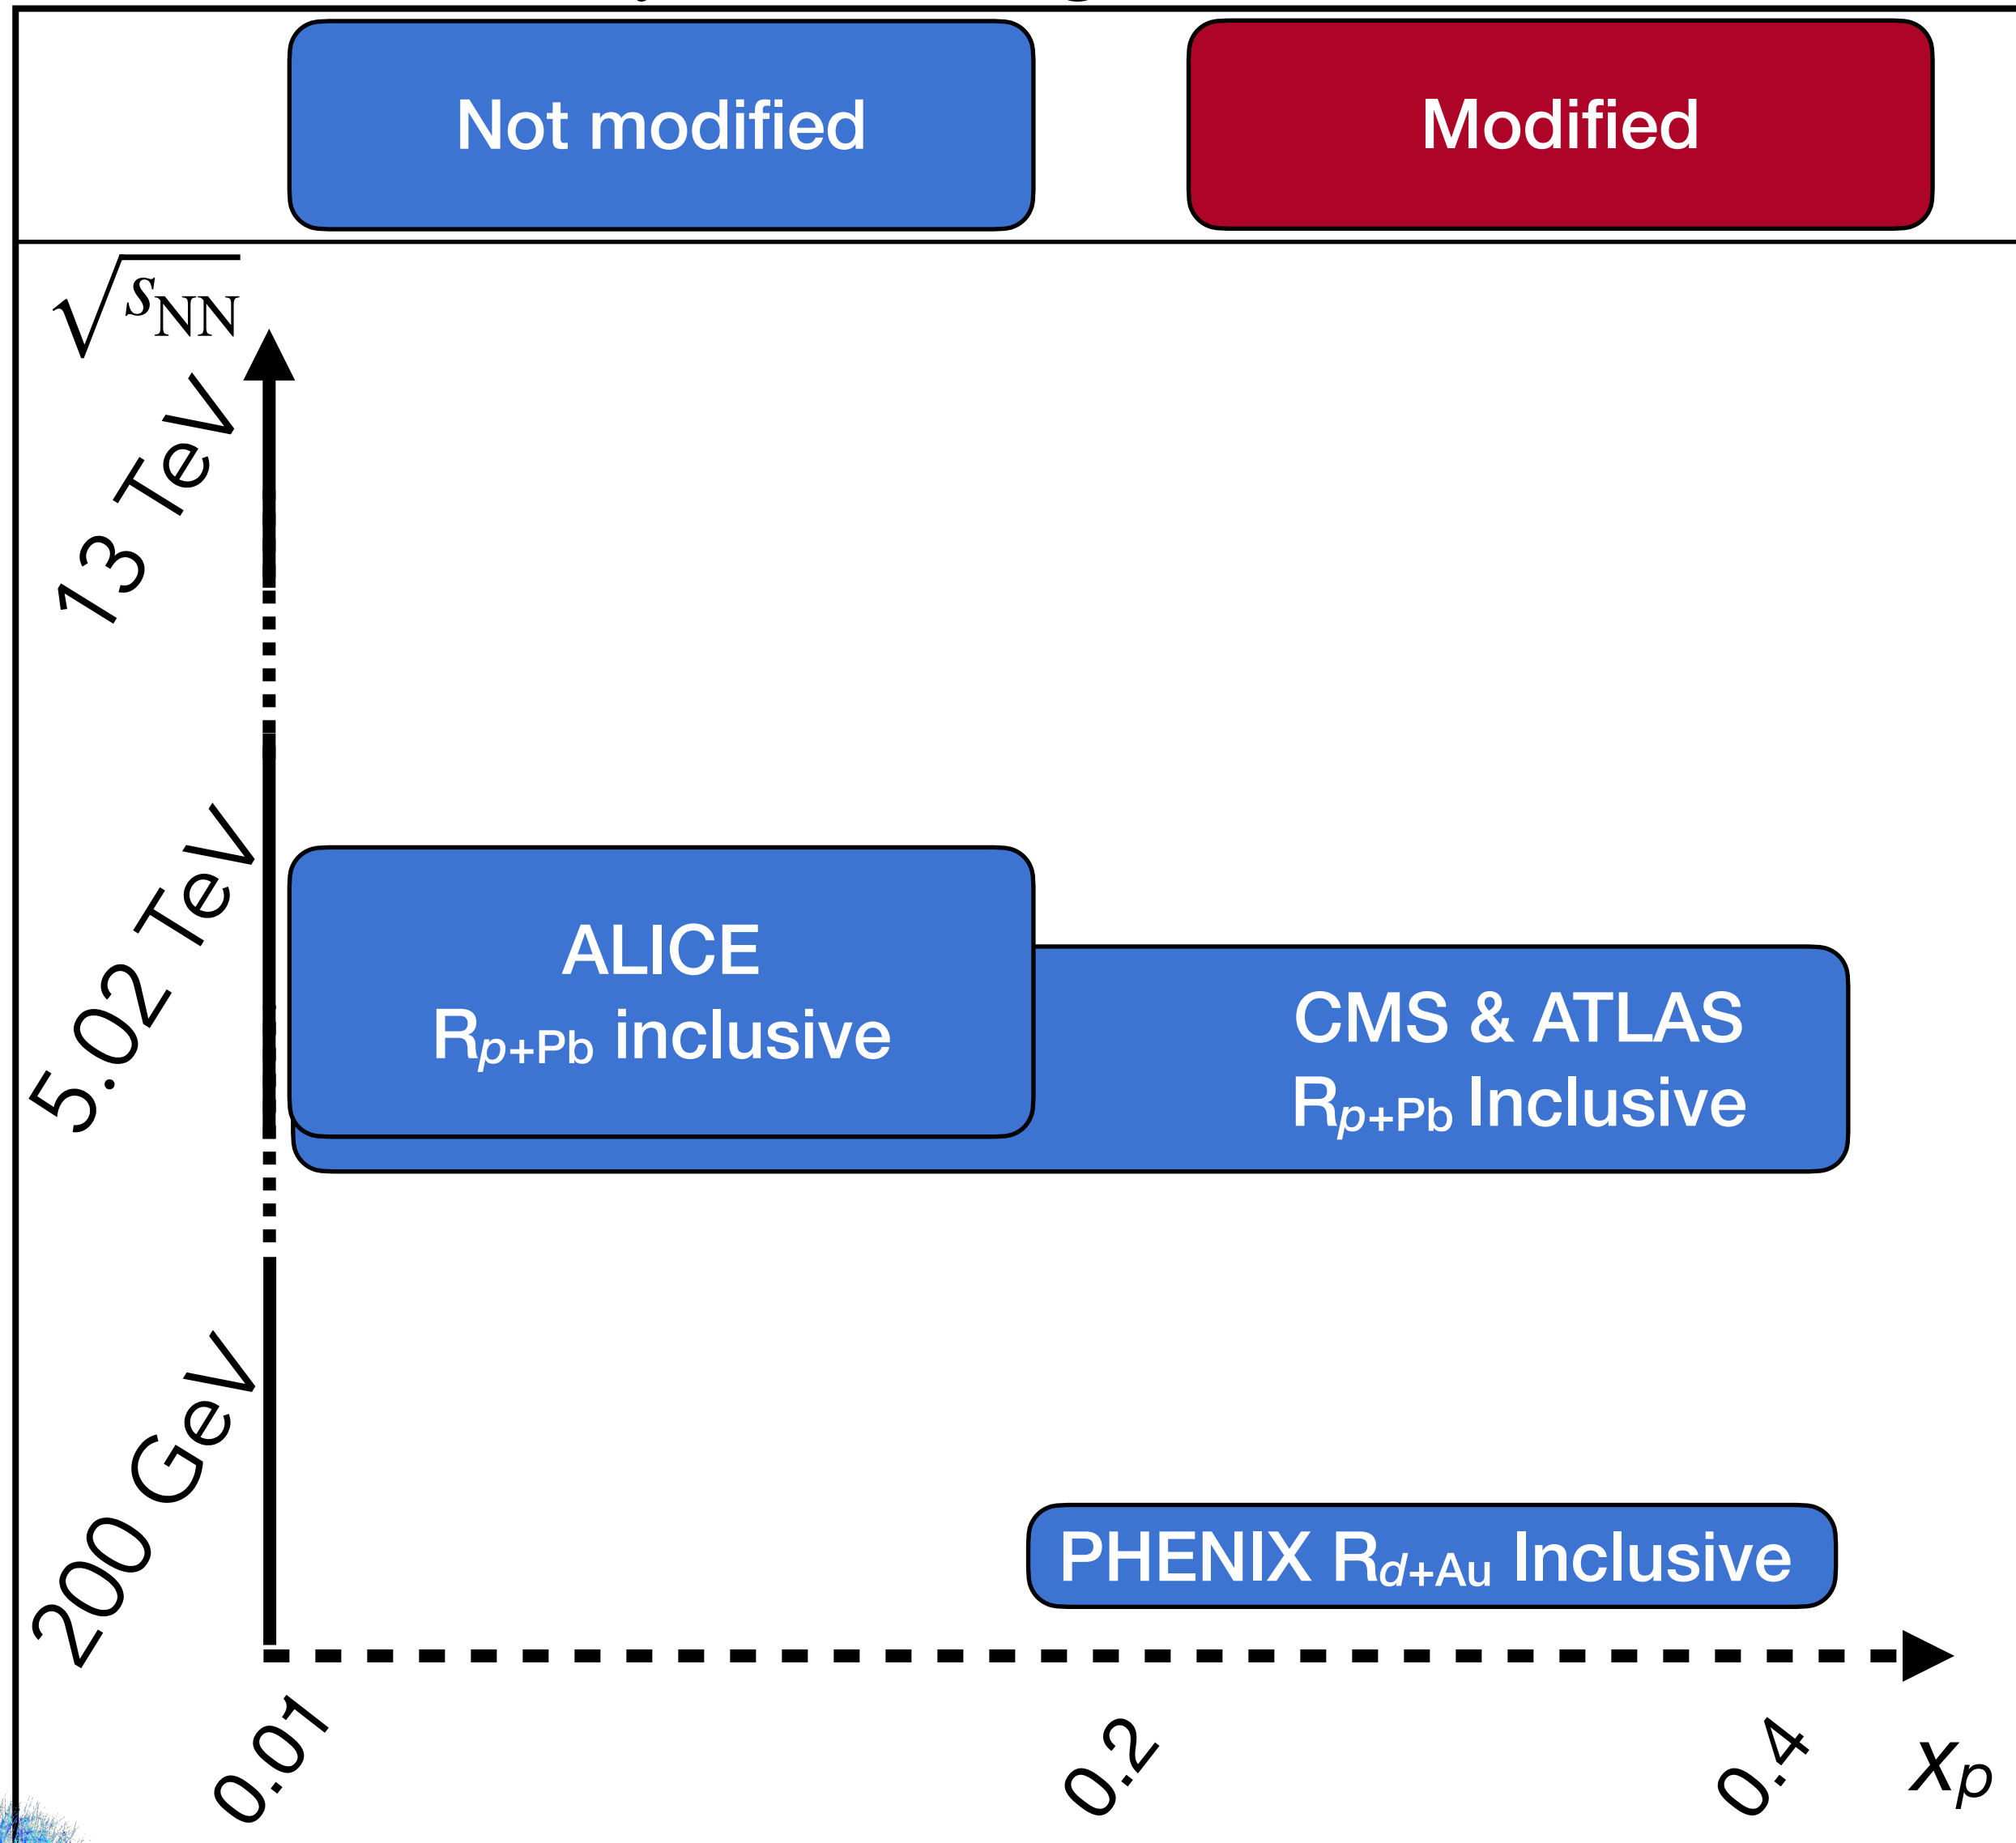 Not modified
Modified
√sNN
13 TeV
5.02 TeV
200 GeV
ALICE
Rp+Pb inclusive
CMS & ATLAS
Rp+Pb Inclusive
PHENIX Rd+Au Inclusive
0.01
0.2
0.4
xp